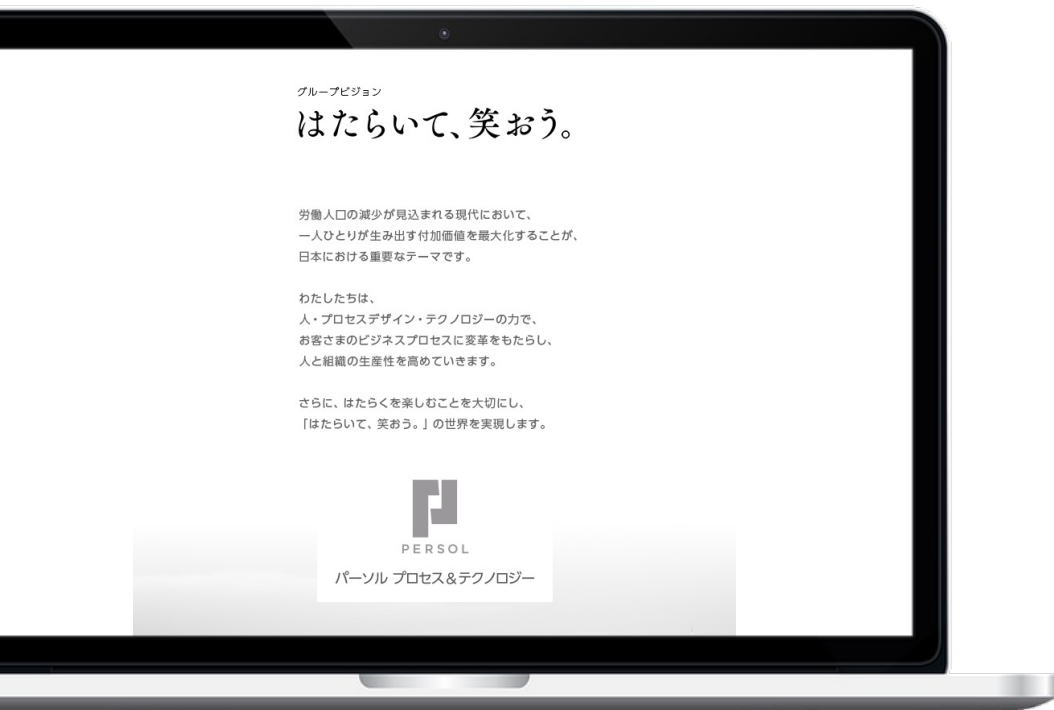 グループビジョン
はたらいて、笑おう。
労働人口の減少が見込まれる現代において、
一人ひとりが生み出す付加価値を最大化することが、
日本における重要なテーマです。
わたしたちは、
人・プロセスデザイン・テクノロジーの力で、
お客さまのビジネスプロセスに変革をもたらし、
人と組織の生産性を高めていきます。
さらに、はたらくを楽しむことを大切にし、
「はたらいて、笑おう。」の世界を実現します。
PERSOL
パーソル プロセス&テクノロジー